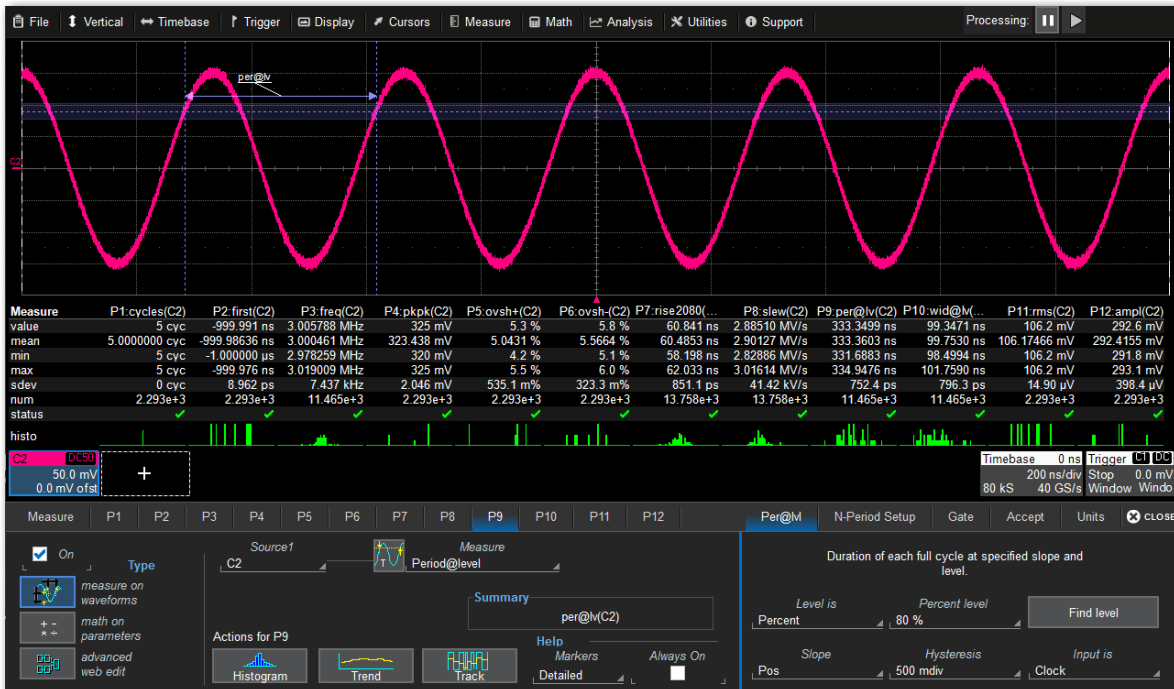 File Vertical Timebase Trigger Display Cursors Measure Math Analysis Utilities Support Processing:
per@lv
C2
Measure P1:cycles(C2) P2:first(C2) P3:freq(C2) P4:pkpk(C2) P5:ovsh+(C2) P6:ovsh-(C2) P7:rise2080(... P8:slew(C2) P9:per@lv(C2) P10:wid@lv(... P11:rms(C2) P12:ampl(C2)
value 5 cyc -999.991 ns 3.005788 MHz 325 mV 5.3 % 5.8 % 60.841 ns 2.88510 MV/s 333.3499 ns 99.3471 ns 106.2 mV 292.6 mV
mean 5.0000000 cyc -999.98636 ns 3.000461 MHz 323.438 mV 5.0431 % 5.5664 % 60.4853 ns 2.90127 MV/s 333.3603 ns 99.7530 ns 106.17466 mV 292.4155 mV
min 5 cyc -1.000000 µs 2.978259 MHz 320 mV 4.2 % 5.1 % 58.198 ns 2.82886 MV/s 331.6883 ns 98.4994 ns 106.2 mV 291.8 mV
max 5 cyc -999.976 ns 3.019009 MHz 325 mV 5.5 % 6.0 % 62.033 ns 3.01614 MV/s 334.9476 ns 101.7590 ns 106.2 mV 293.1 mV
sdev 0 cyc 8.962 ps 7.437 kHz 2.046 mV 535.1 m% 323.3 m% 851.1 ps 41.42 kV/s 752.4 ps 796.3 ps 14.90 µV 398.4 µV
num 2.293e+3 2.293e+3 11.465e+3 2.293e+3 2.293e+3 2.293e+3 13.758e+3 13.758e+3 11.465e+3 11.465e+3 2.293e+3 2.293e+3
status
histo
C2 DC50
50.0 mV
0.0 mV ofst
+
Timebase 0 ns
200 ns/div
80 kS 40 GS/s
Trigger C1 DC
Stop 0.0 mV
Window Windo
Measure P1 P2 P3 P4 P5 P6 P7 P8 P9 P10 P11 P12 Per@lvl N-Period Setup Gate Accept Units CLOSE
On
Type
measure on
waveforms
math on
parameters
advanced
web edit
Source1
C2
Measure
Period@level
Summary
per@lv(C2)
Actions for P9
Histogram
Trend
Track
Help
Markers
Detailed
Always On
Duration of each full cycle at specified slope and
level.
Level is
Percent
Percent level
80 %
Find level
Slope
Pos
Hysteresis
500 mdiv
Input is
Clock